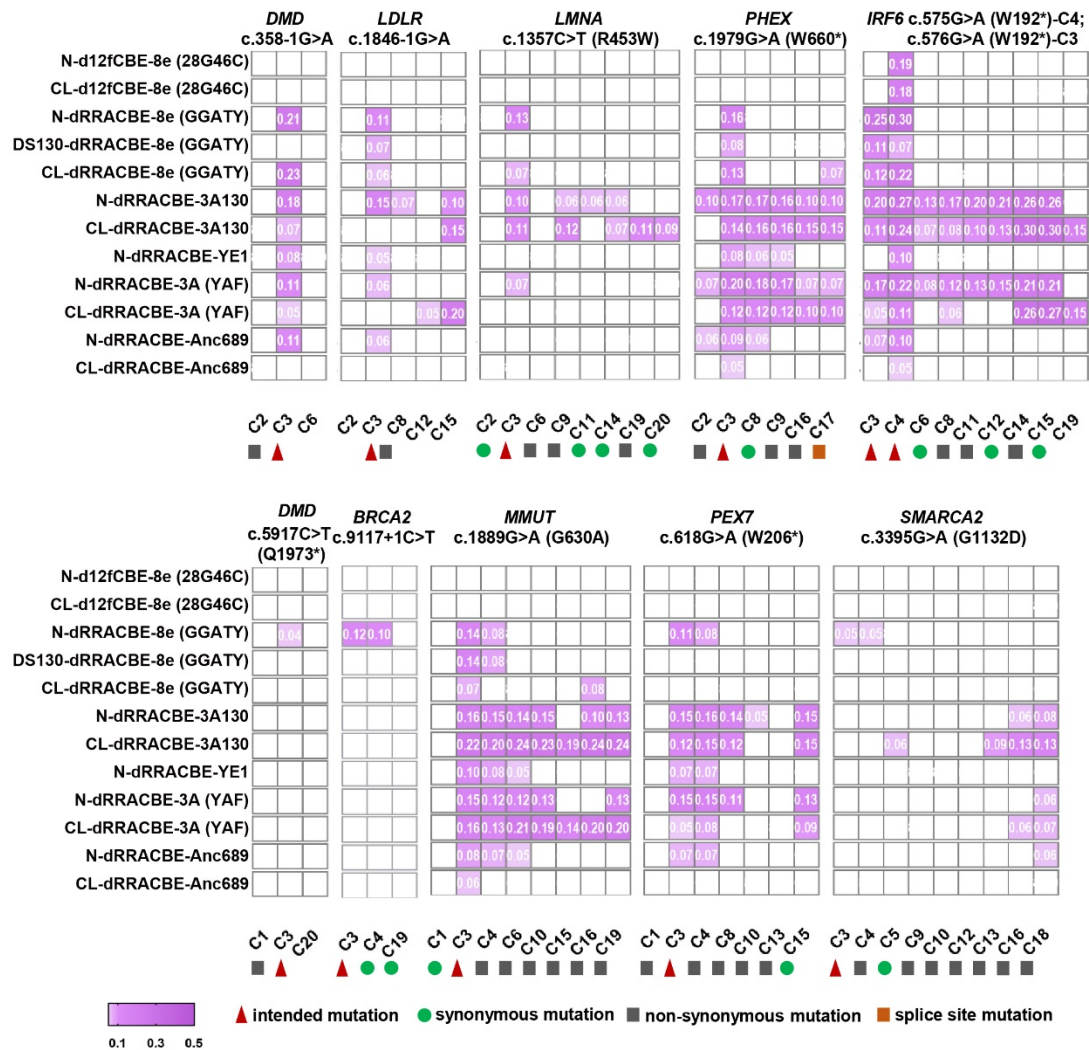 DMD LDLR LMNA PHEX IRF6 c.575G>A (W192*)-C4;
c.358-1G>A c.1846-1G>A c.1357C>T (R453W) c.1979G>A (W660*) c.576G>A (W192*)-C3
N-d12fCBE-8e (28G46C) 0.19
CL-d12fCBE-8e (28G46C) 0.18
N-dRRACBE-8e (GGATY) 0.21 0.11 0.13 0.16 0.25 0.30
DS130-dRRACBE-8e (GGATY) 0.07 0.08 0.11 0.07
CL-dRRACBE-8e (GGATY) 0.23 0.06 0.07 0.13 0.07 0.12 0.22
N-dRRACBE-3A130 0.18 0.15 0.07 0.10 0.10 0.06 0.06 0.06 0.10 0.17 0.17 0.16 0.10 0.10 0.20 0.27 0.13 0.17 0.20 0.21 0.26 0.26
CL-dRRACBE-3A130 0.07 0.15 0.11 0.12 0.07 0.11 0.09 0.14 0.16 0.16 0.15 0.15 0.11 0.24 0.07 0.08 0.10 0.13 0.30 0.30 0.15
N-dRRACBE-YE1 0.08 0.05 0.08 0.06 0.05 0.10
N-dRRACBE-3A (YAF) 0.11 0.06 0.07 0.07 0.20 0.18 0.17 0.07 0.07 0.17 0.22 0.08 0.12 0.13 0.15 0.21 0.21
CL-dRRACBE-3A (YAF) 0.05 0.05 0.20 0.12 0.12 0.12 0.10 0.10 0.05 0.11 0.06 0.26 0.27 0.15
N-dRRACBE-Anc689 0.11 0.06 0.06 0.09 0.06 0.07 0.10
CL-dRRACBE-Anc689 0.05 0.05
C2 C3 C6 C2 C3 C8 C12 C15 C2 C3 C6 C9 C11 C14 C19 C20 C2 C3 C8 C9 C16 C17 C3 C4 C6 C8 C11 C12 C14 C15 C19
DMD BRCA2 MMUT PEX7 SMARCA2
c.5917C>T c.9117+1C>T c.1889G>A (G630A) c.618G>A (W206*) c.3395G>A (G1132D)
(Q1973*)
N-d12fCBE-8e (28G46C)
CL-d12fCBE-8e (28G46C)
N-dRRACBE-8e (GGATY) 0.04 0.12 0.10 0.14 0.08 0.11 0.08 0.05 0.05
DS130-dRRACBE-8e (GGATY) 0.14 0.08
CL-dRRACBE-8e (GGATY) 0.07 0.08
N-dRRACBE-3A130 0.16 0.15 0.14 0.15 0.10 0.13 0.15 0.16 0.14 0.05 0.15 0.06 0.08
CL-dRRACBE-3A130 0.22 0.20 0.24 0.23 0.19 0.24 0.24 0.12 0.15 0.12 0.15 0.06 0.09 0.13 0.13
N-dRRACBE-YE1 0.10 0.08 0.05 0.07 0.07
N-dRRACBE-3A (YAF) 0.15 0.12 0.12 0.13 0.13 0.15 0.15 0.11 0.13 0.06
CL-dRRACBE-3A (YAF) 0.16 0.13 0.21 0.19 0.14 0.20 0.20 0.05 0.08 0.09 0.06 0.07
N-dRRACBE-Anc689 0.08 0.07 0.05 0.07 0.07 0.06
CL-dRRACBE-Anc689 0.06
C1 C3 C20 C3 C4 C19 C1 C3 C4 C6 C10 C15 C16 C19 C1 C3 C4 C8 C10 C13 C15 C3 C4 C5 C9 C10 C12 C13 C16 C18
intended mutation synonymous mutation non-synonymous mutation splice site mutation
0.1 0.3 0.5